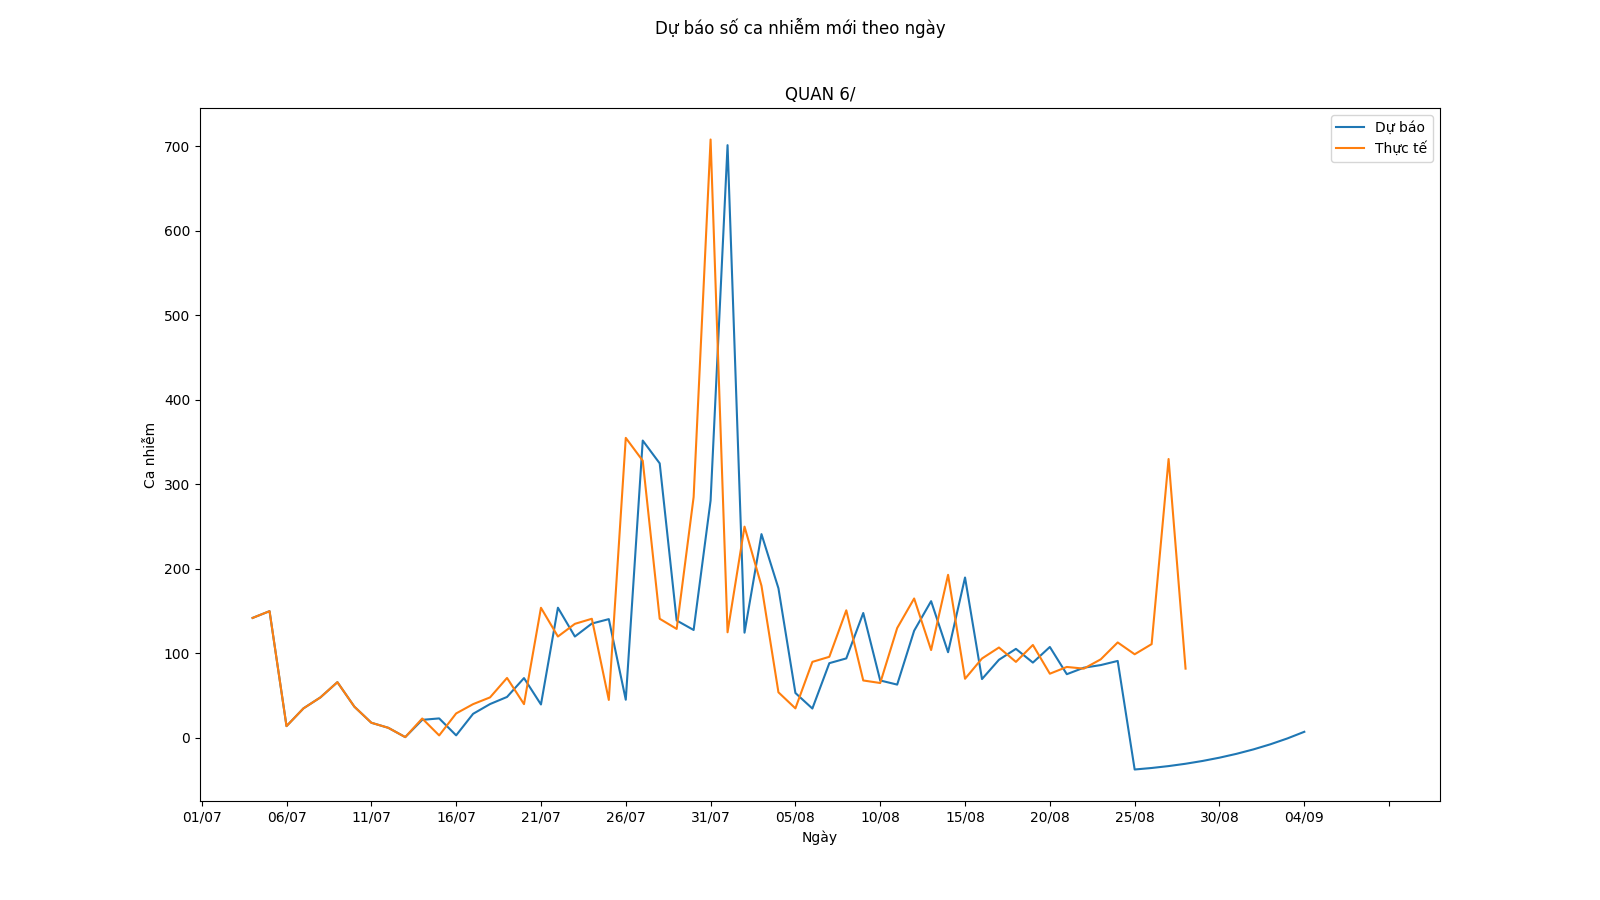 Dự báo số ca nhiễm mới theo ngày
QUAN 6/
Dự báo
Thực tế
700
600
500
400
300
200
100
0
Ca nhiễm
01/07 06/07 11/07 16/07 21/07 26/07 31/07 05/08 10/08 15/08 20/08 25/08 30/08 04/09
Ngày